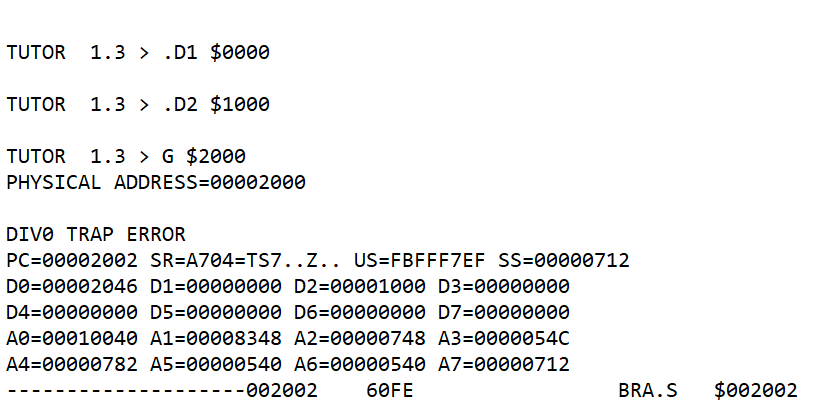 TUTOR  1.3 > .D1 $0000
TUTOR  1.3 > .D2 $1000
TUTOR  1.3 > G $2000
PHYSICAL ADDRESS=00002000
DIV0 TRAP ERROR
PC=00002002 SR=A704=TS7..Z.. US=FBFFF7EF SS=00000712
D0=00002046 D1=00000000 D2=00001000 D3=00000000
D4=00000000 D5=00000000 D6=00000000 D7=00000000
A0=00010040 A1=00008348 A2=00000748 A3=0000054C
A4=00000782 A5=00000540 A6=00000540 A7=00000712
--------------------002002    60FE                 BRA.S   $002002